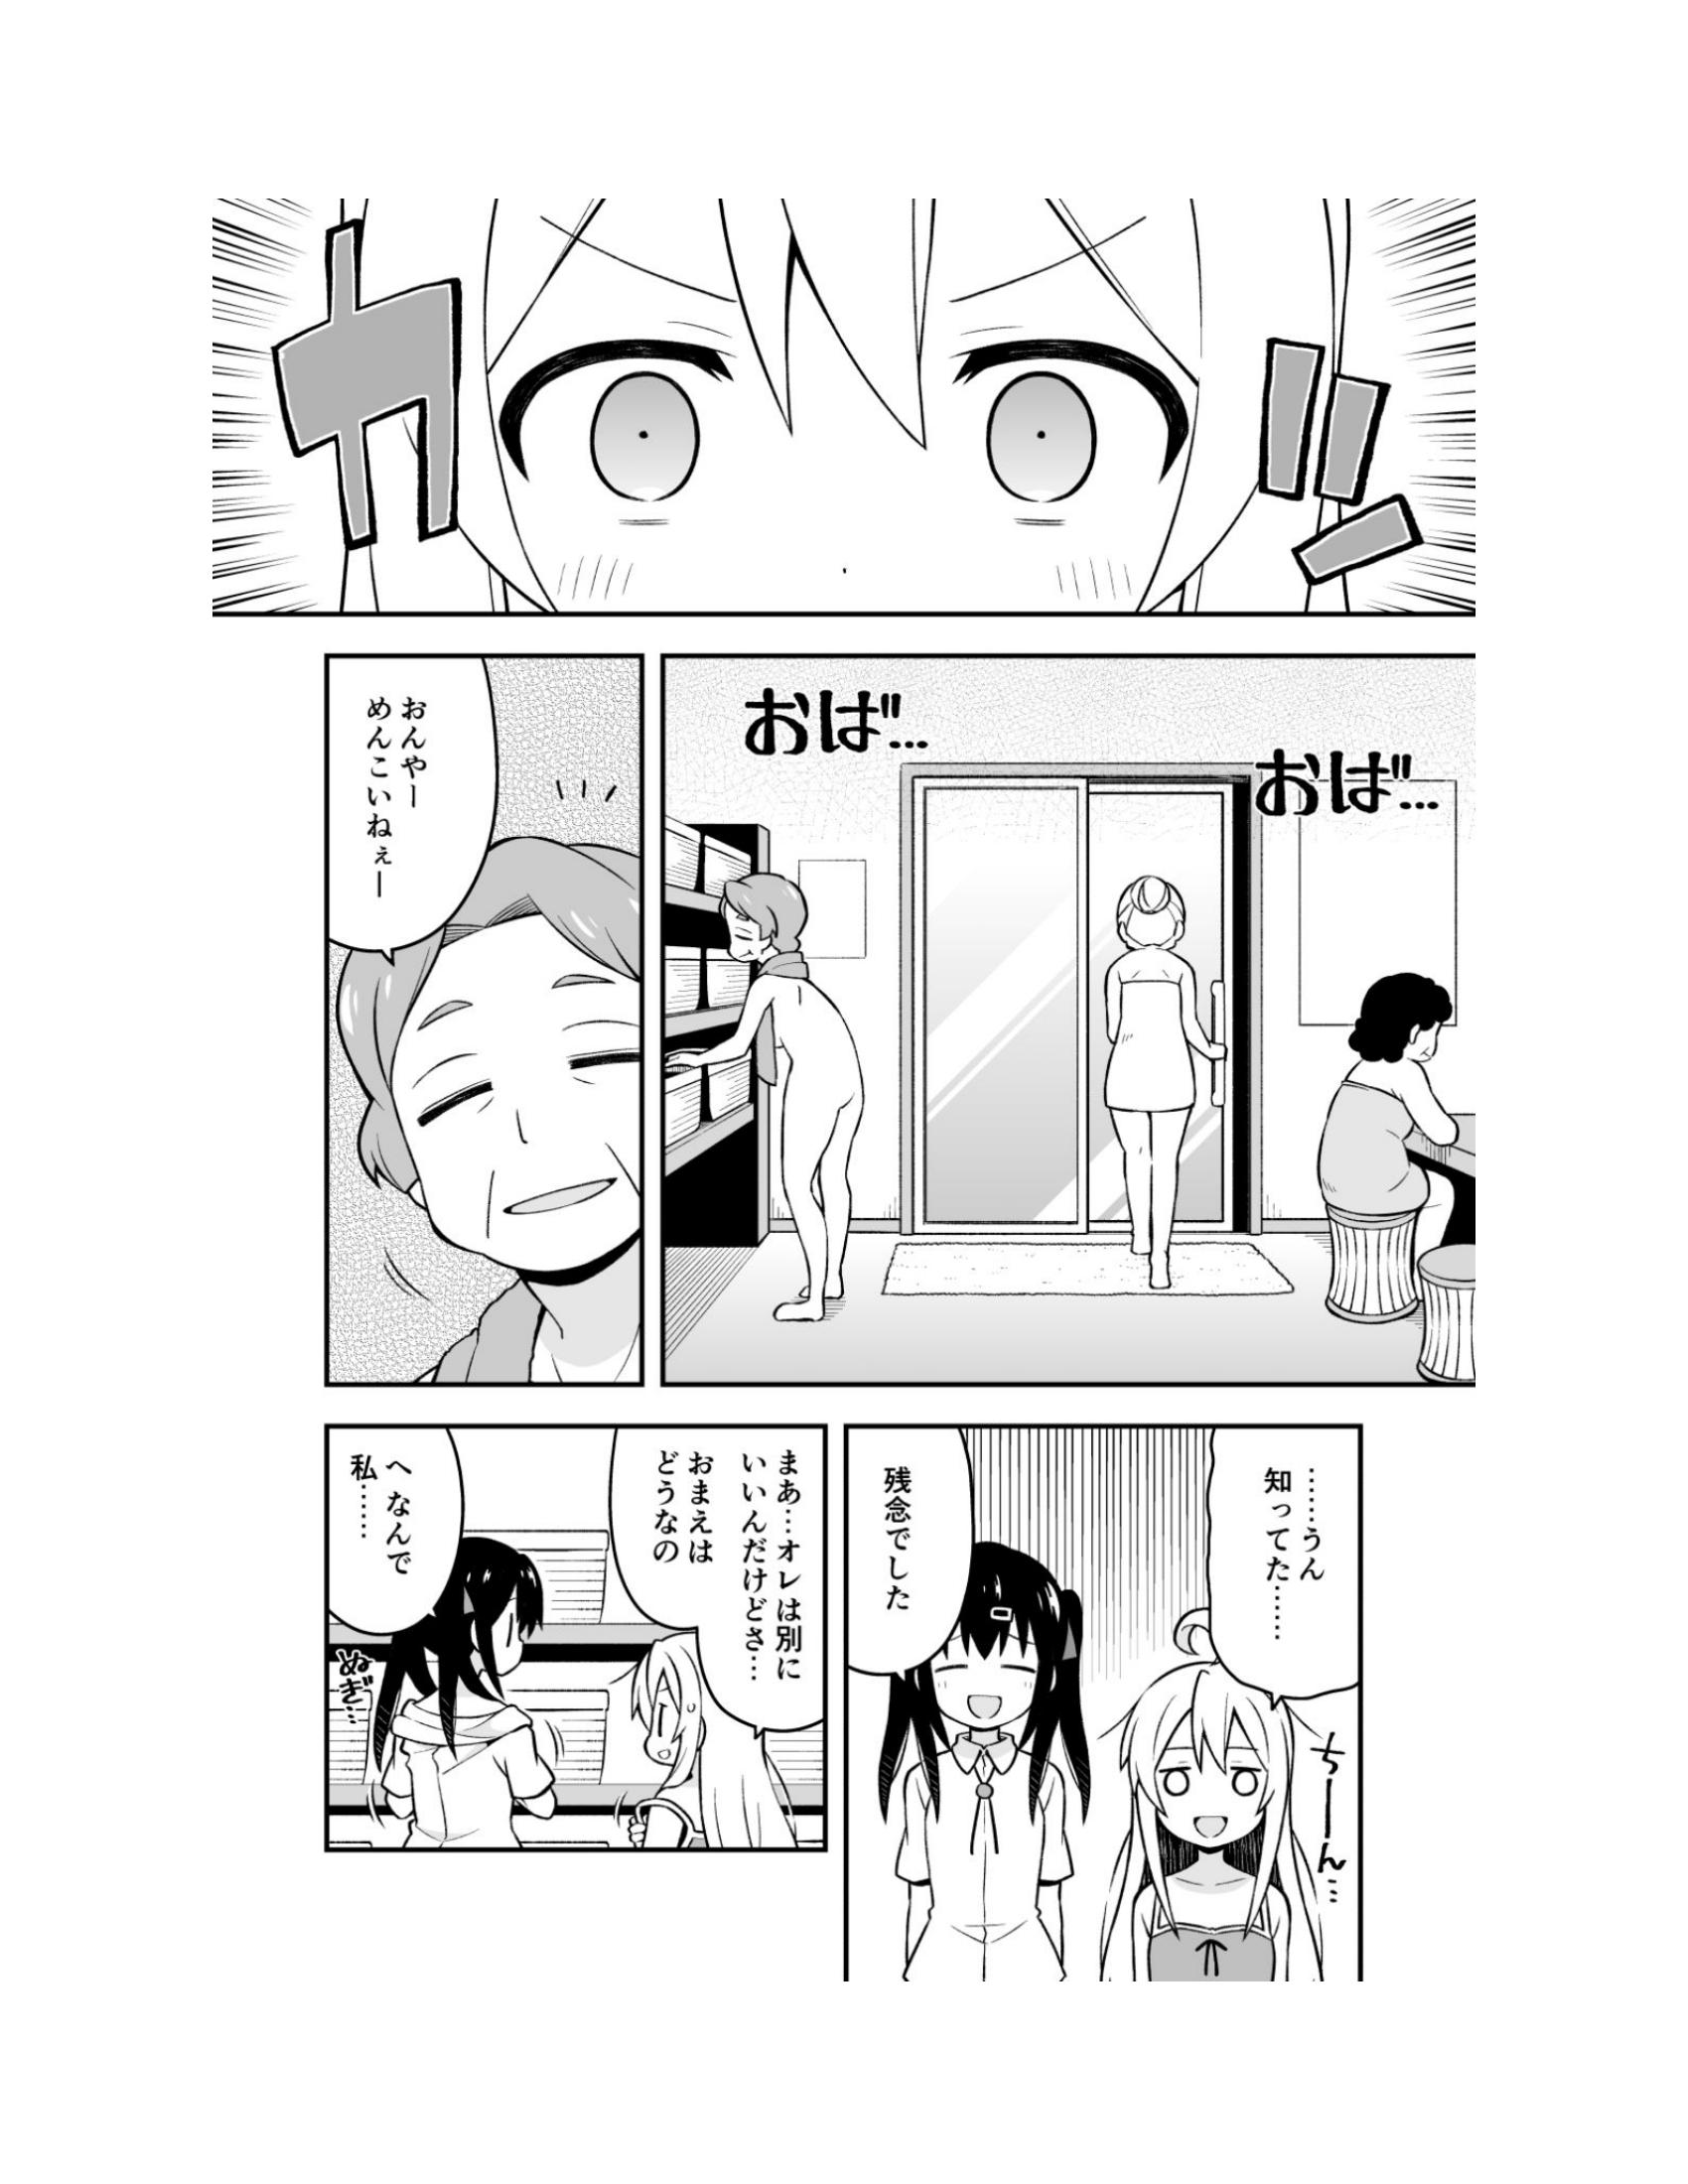 カッ
おば゛…
おば゛…
おんやー
めんこいねぇー
……うん
知ってた……
ちーん…
残念でした
まあ…オレは別に
いいんだけどさ…
おまえは
どうなの
へ なんで
私……
ぬぎ…